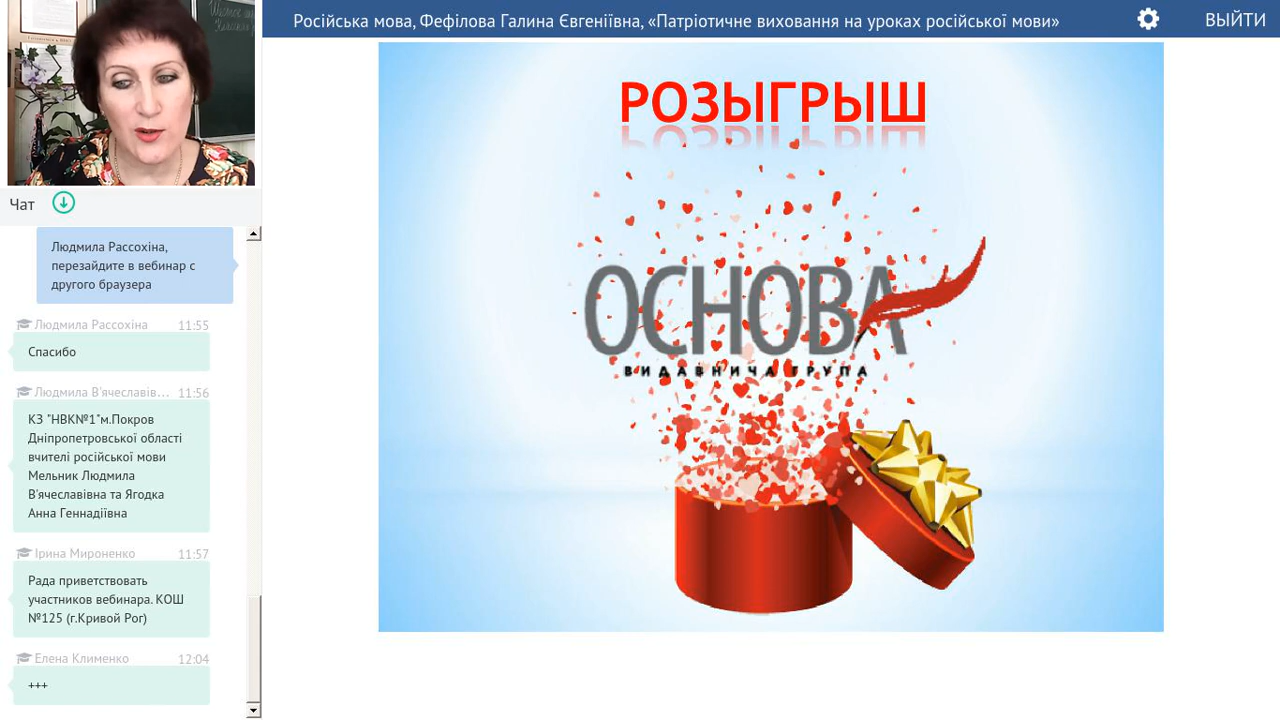 Російська мова, Фефілова Галина Євгеніївна, «Патріотичне виховання на уроках російської мови»
ВЫЙТИ
РОЗЫГРЫШ
ОСНОВА
ВИДАВНИЧА ГРУПА
Чат
Людмила Рассохіна,
перезайдите в вебинар с
другого браузера
Людмила Рассохіна 11:55
Спасибо
Людмила В'ячеславів... 11:56
КЗ "НВК№1"м.Покров
Дніпропетровської області
вчителі російської мови
Мельник Людмила
В'ячеславівна та Ягодка
Анна Геннадіївна
Ірина Мироненко 11:57
Рада приветствовать
участников вебинара. КОШ
№125 (г.Кривой Рог)
Елена Клименко 12:04
+++